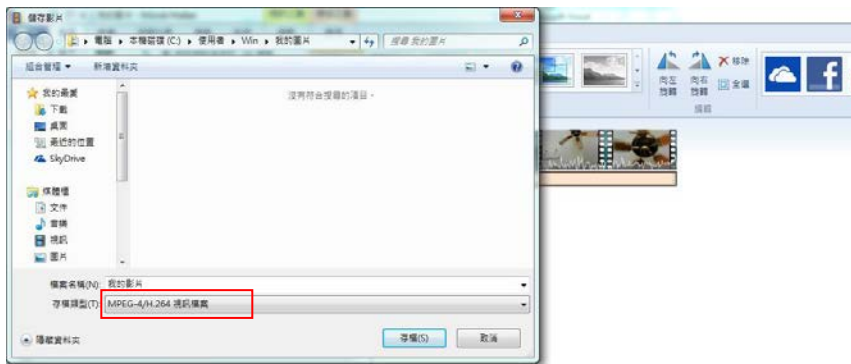 儲存影片
電腦 ▸ 本機磁碟 (C:) ▸ 使用者 ▸ Win ▸ 我的圖片
搜尋 我的圖片
組合管理 新增資料夾
我的最愛
下載
桌面
最近的位置
SkyDrive
媒體櫃
文件
音樂
視訊
圖片
沒有符合搜尋的項目。
檔案名稱(N): 我的影片
存檔類型(T): MPEG-4/H.264 視訊檔案
隱藏資料夾
存檔(S) 取消
向左旋轉
向右旋轉
移除
全選
編輯